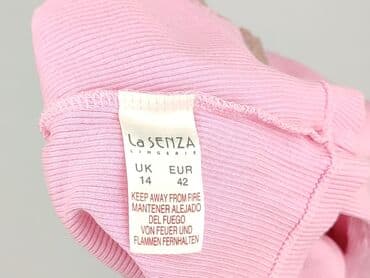 La SENZA
LINGERIE
UK EUR
14 42
KEEP AWAY FROM FIRE
MANTENER ALEJADO
DEL FUEGO
VON FEUER UND
FLAMMEN FERNHALTEN